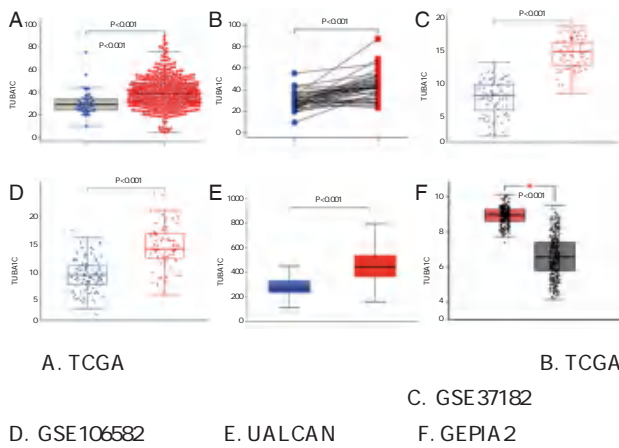 A
B
C
P<0.001
P<0.001
P<0.001
P<0.001
TUBA1C
100
80
60
40
20
0
TUBA1C
100
80
60
40
20
0
TUBA1C
20
15
10
5
0
D
E
F
P<0.001
P<0.001
*
P<0.001
TUBA1C
20
15
10
5
0
TUBA1C
1000
800
600
400
200
0
TUBA1C
10
8
6
4
A. TCGA B. TCGA
C. GSE37182
D. GSE106582 E. UALCAN F. GEPIA2